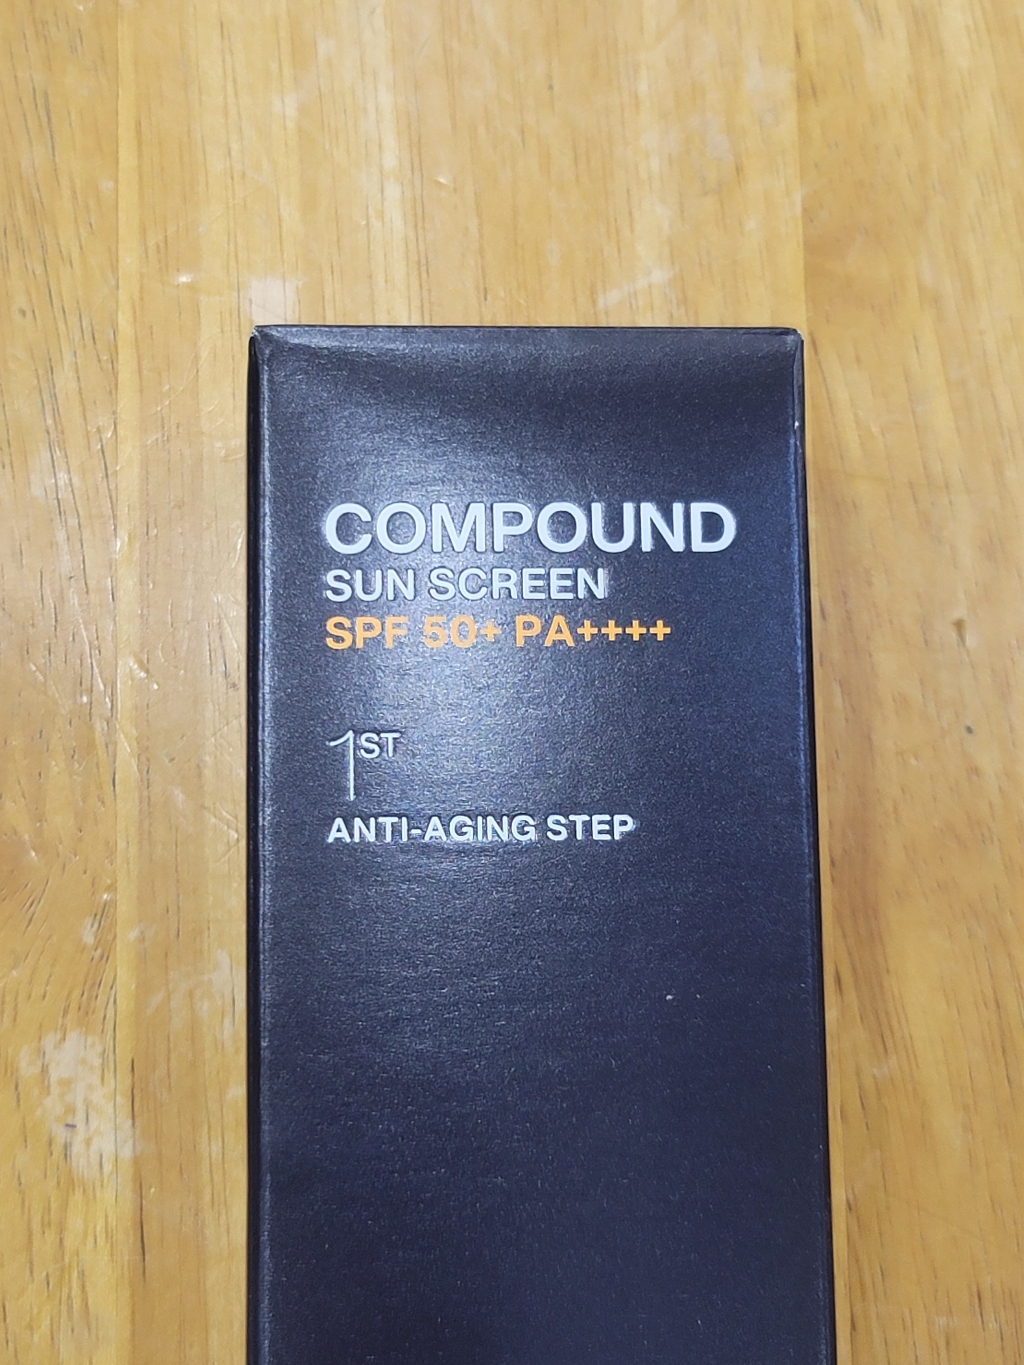 COMPOUND
SUN SCREEN
SPF 50+ PA++++
1ST
ANTI-AGING STEP